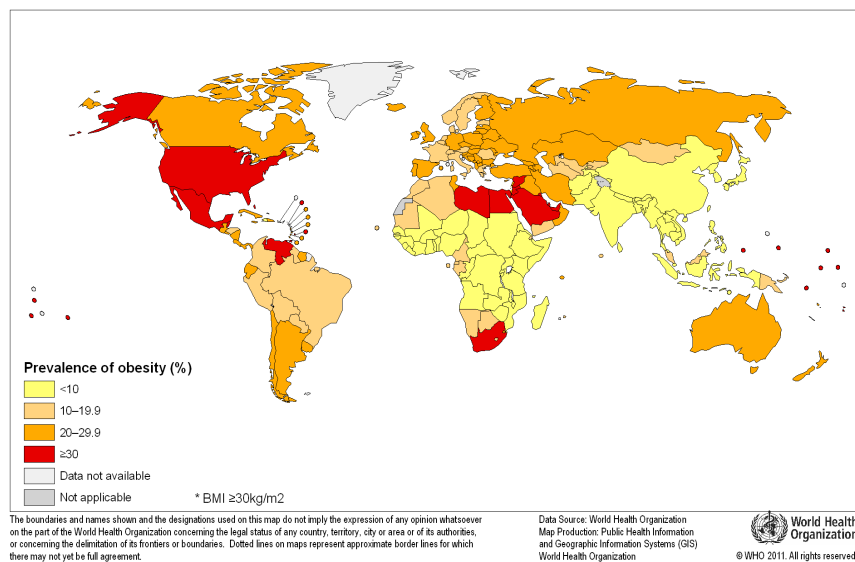 Prevalence of obesity (%)
<10
10–19.9
20–29.9
≥30
Data not available
Not applicable
* BMI ≥30kg/m2
The boundaries and names shown and the designations used on this map do not imply the expression of any opinion whatsoever
on the part of the World Health Organization concerning the legal status of any country, territory, city or area or of its authorities,
or concerning the delimitation of its frontiers or boundaries. Dotted lines on maps represent approximate border lines for which
there may not yet be full agreement.
Data Source: World Health Organization
Map Production: Public Health Information
and Geographic Information Systems (GIS)
World Health Organization
World Health
Organization
© WHO 2011. All rights reserved